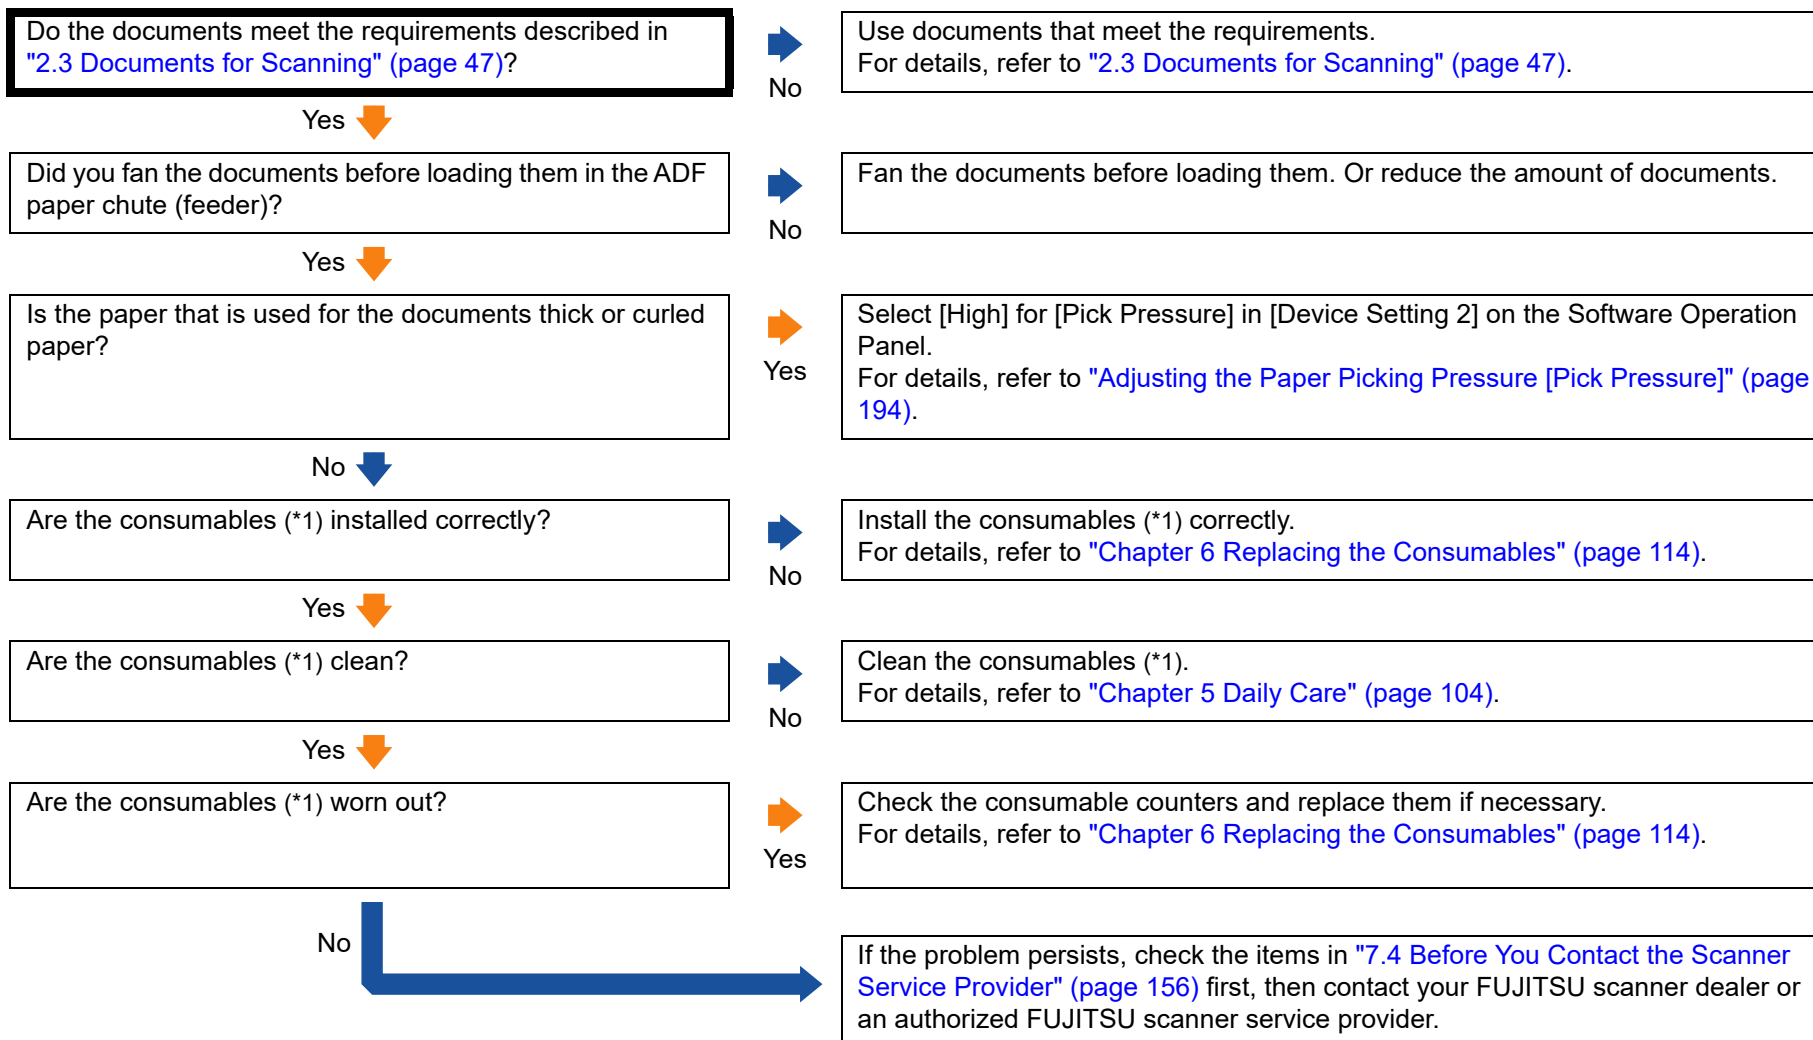 Do the documents meet the requirements described in
"2.3 Documents for Scanning" (page 47)?
No
Use documents that meet the requirements.
For details, refer to "2.3 Documents for Scanning" (page 47).
Yes
Did you fan the documents before loading them in the ADF
paper chute (feeder)?
No
Fan the documents before loading them. Or reduce the amount of documents.
Yes
Is the paper that is used for the documents thick or curled
paper?
Yes
Select [High] for [Pick Pressure] in [Device Setting 2] on the Software Operation
Panel.
For details, refer to "Adjusting the Paper Picking Pressure [Pick Pressure]" (page
194).
No
Are the consumables (*1) installed correctly?
No
Install the consumables (*1) correctly.
For details, refer to "Chapter 6 Replacing the Consumables" (page 114).
Yes
Are the consumables (*1) clean?
No
Clean the consumables (*1).
For details, refer to "Chapter 5 Daily Care" (page 104).
Yes
Are the consumables (*1) worn out?
Yes
Check the consumable counters and replace them if necessary.
For details, refer to "Chapter 6 Replacing the Consumables" (page 114).
No
If the problem persists, check the items in "7.4 Before You Contact the Scanner
Service Provider" (page 156) first, then contact your FUJITSU scanner dealer or
an authorized FUJITSU scanner service provider.